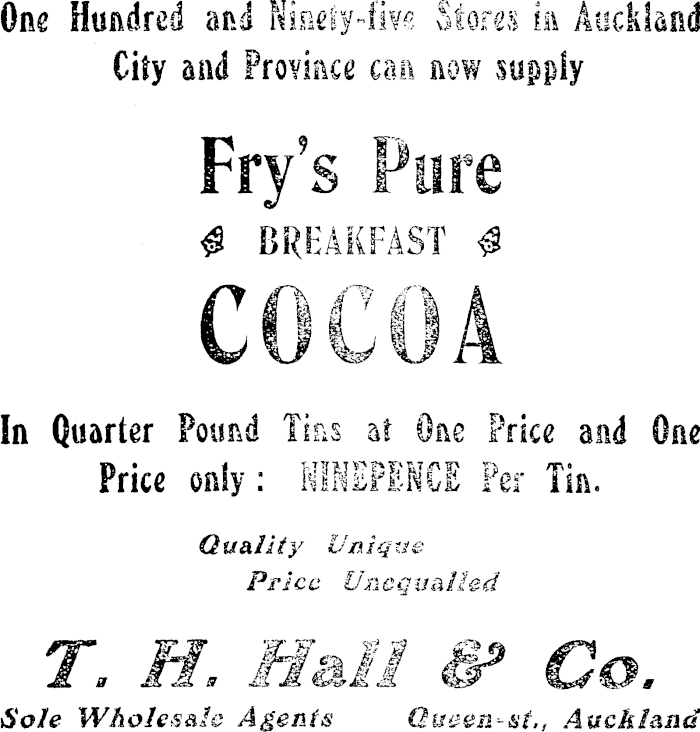 One Hundred and Ninety-five Stores in Auckland
City and Province can now supply
Fry's Pure
BREAKFAST
COCOA
In Quarter Pound Tins at One Price and One
Price only: NINEPENCE Per Tin.
Quality Unique
Price Unequalled
T. H. Hall & Co.
Sole Wholesale Agents Queen-st., Auckland